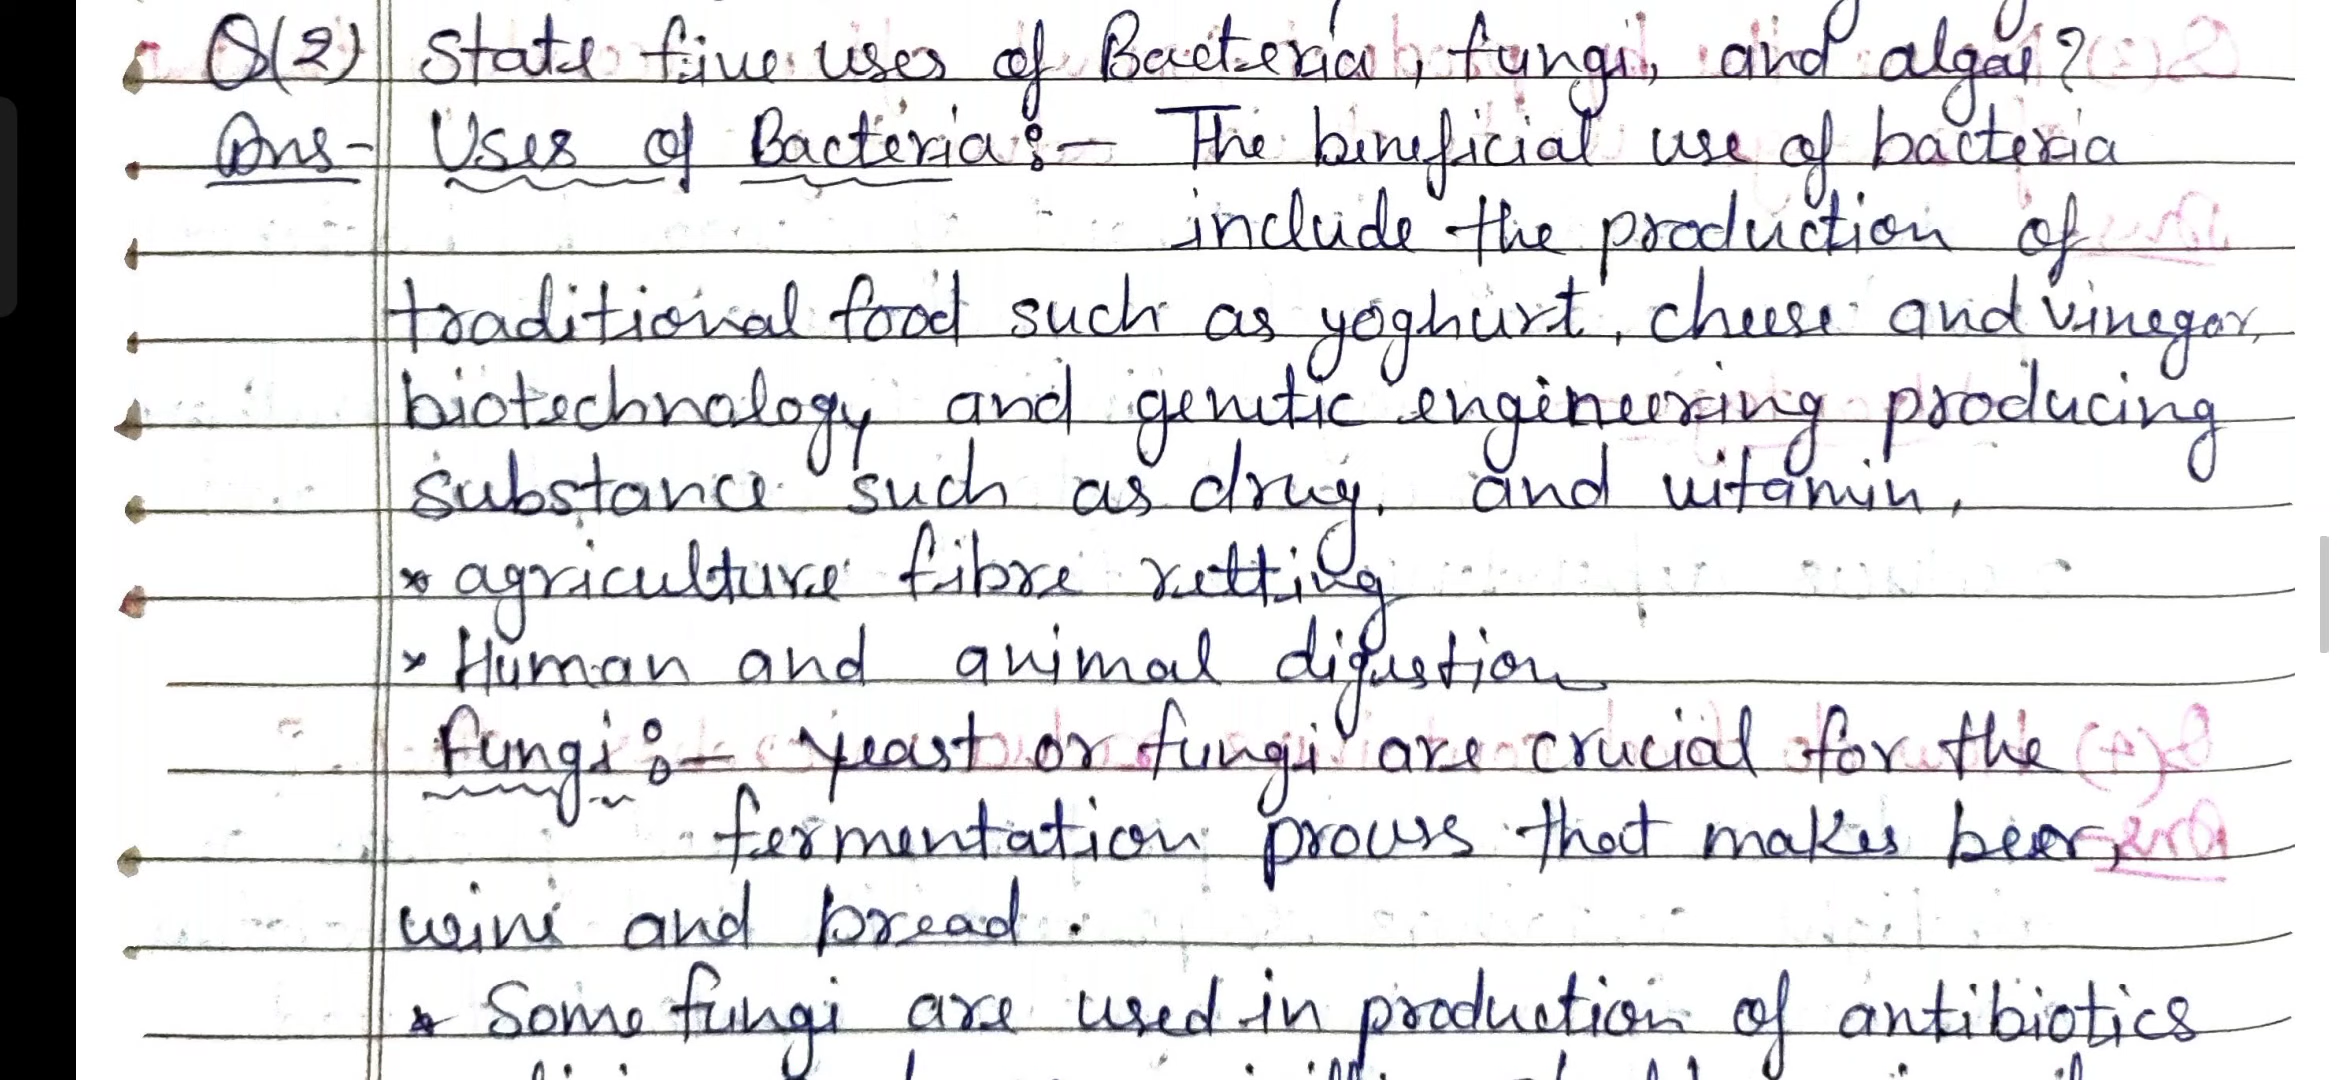 Q(2) State five uses of Bacteria, fungi, and algae?
Ans- Uses of Bacteria:- The beneficial use of bacteria
include the production of
traditional food such as yoghurt, cheese and vinegar,
biotechnology and genetic engineering producing
substance such as drug, and vitamin,
* agriculture fibre retting
* Human and animal digestion
fungi:- yeast or fungi are crucial for the
fermentation process that makes beer,
wine and bread.
* Some fungi are used in production of antibiotics